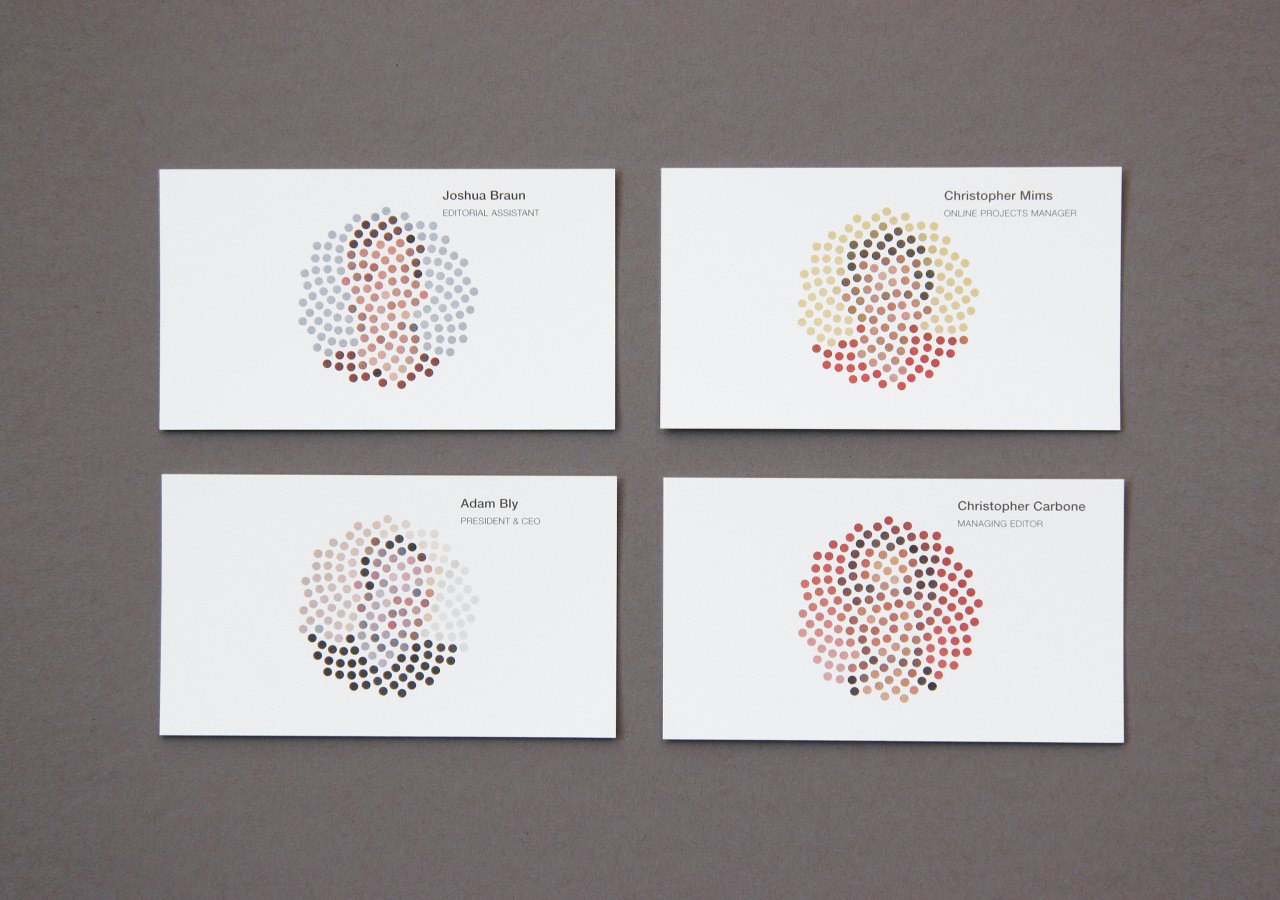 Joshua Braun
EDITORIAL ASSISTANT
Christopher Mims
ONLINE PROJECTS MANAGER
Adam Bly
PRESIDENT & CEO
Christopher Carbone
MANAGING EDITOR